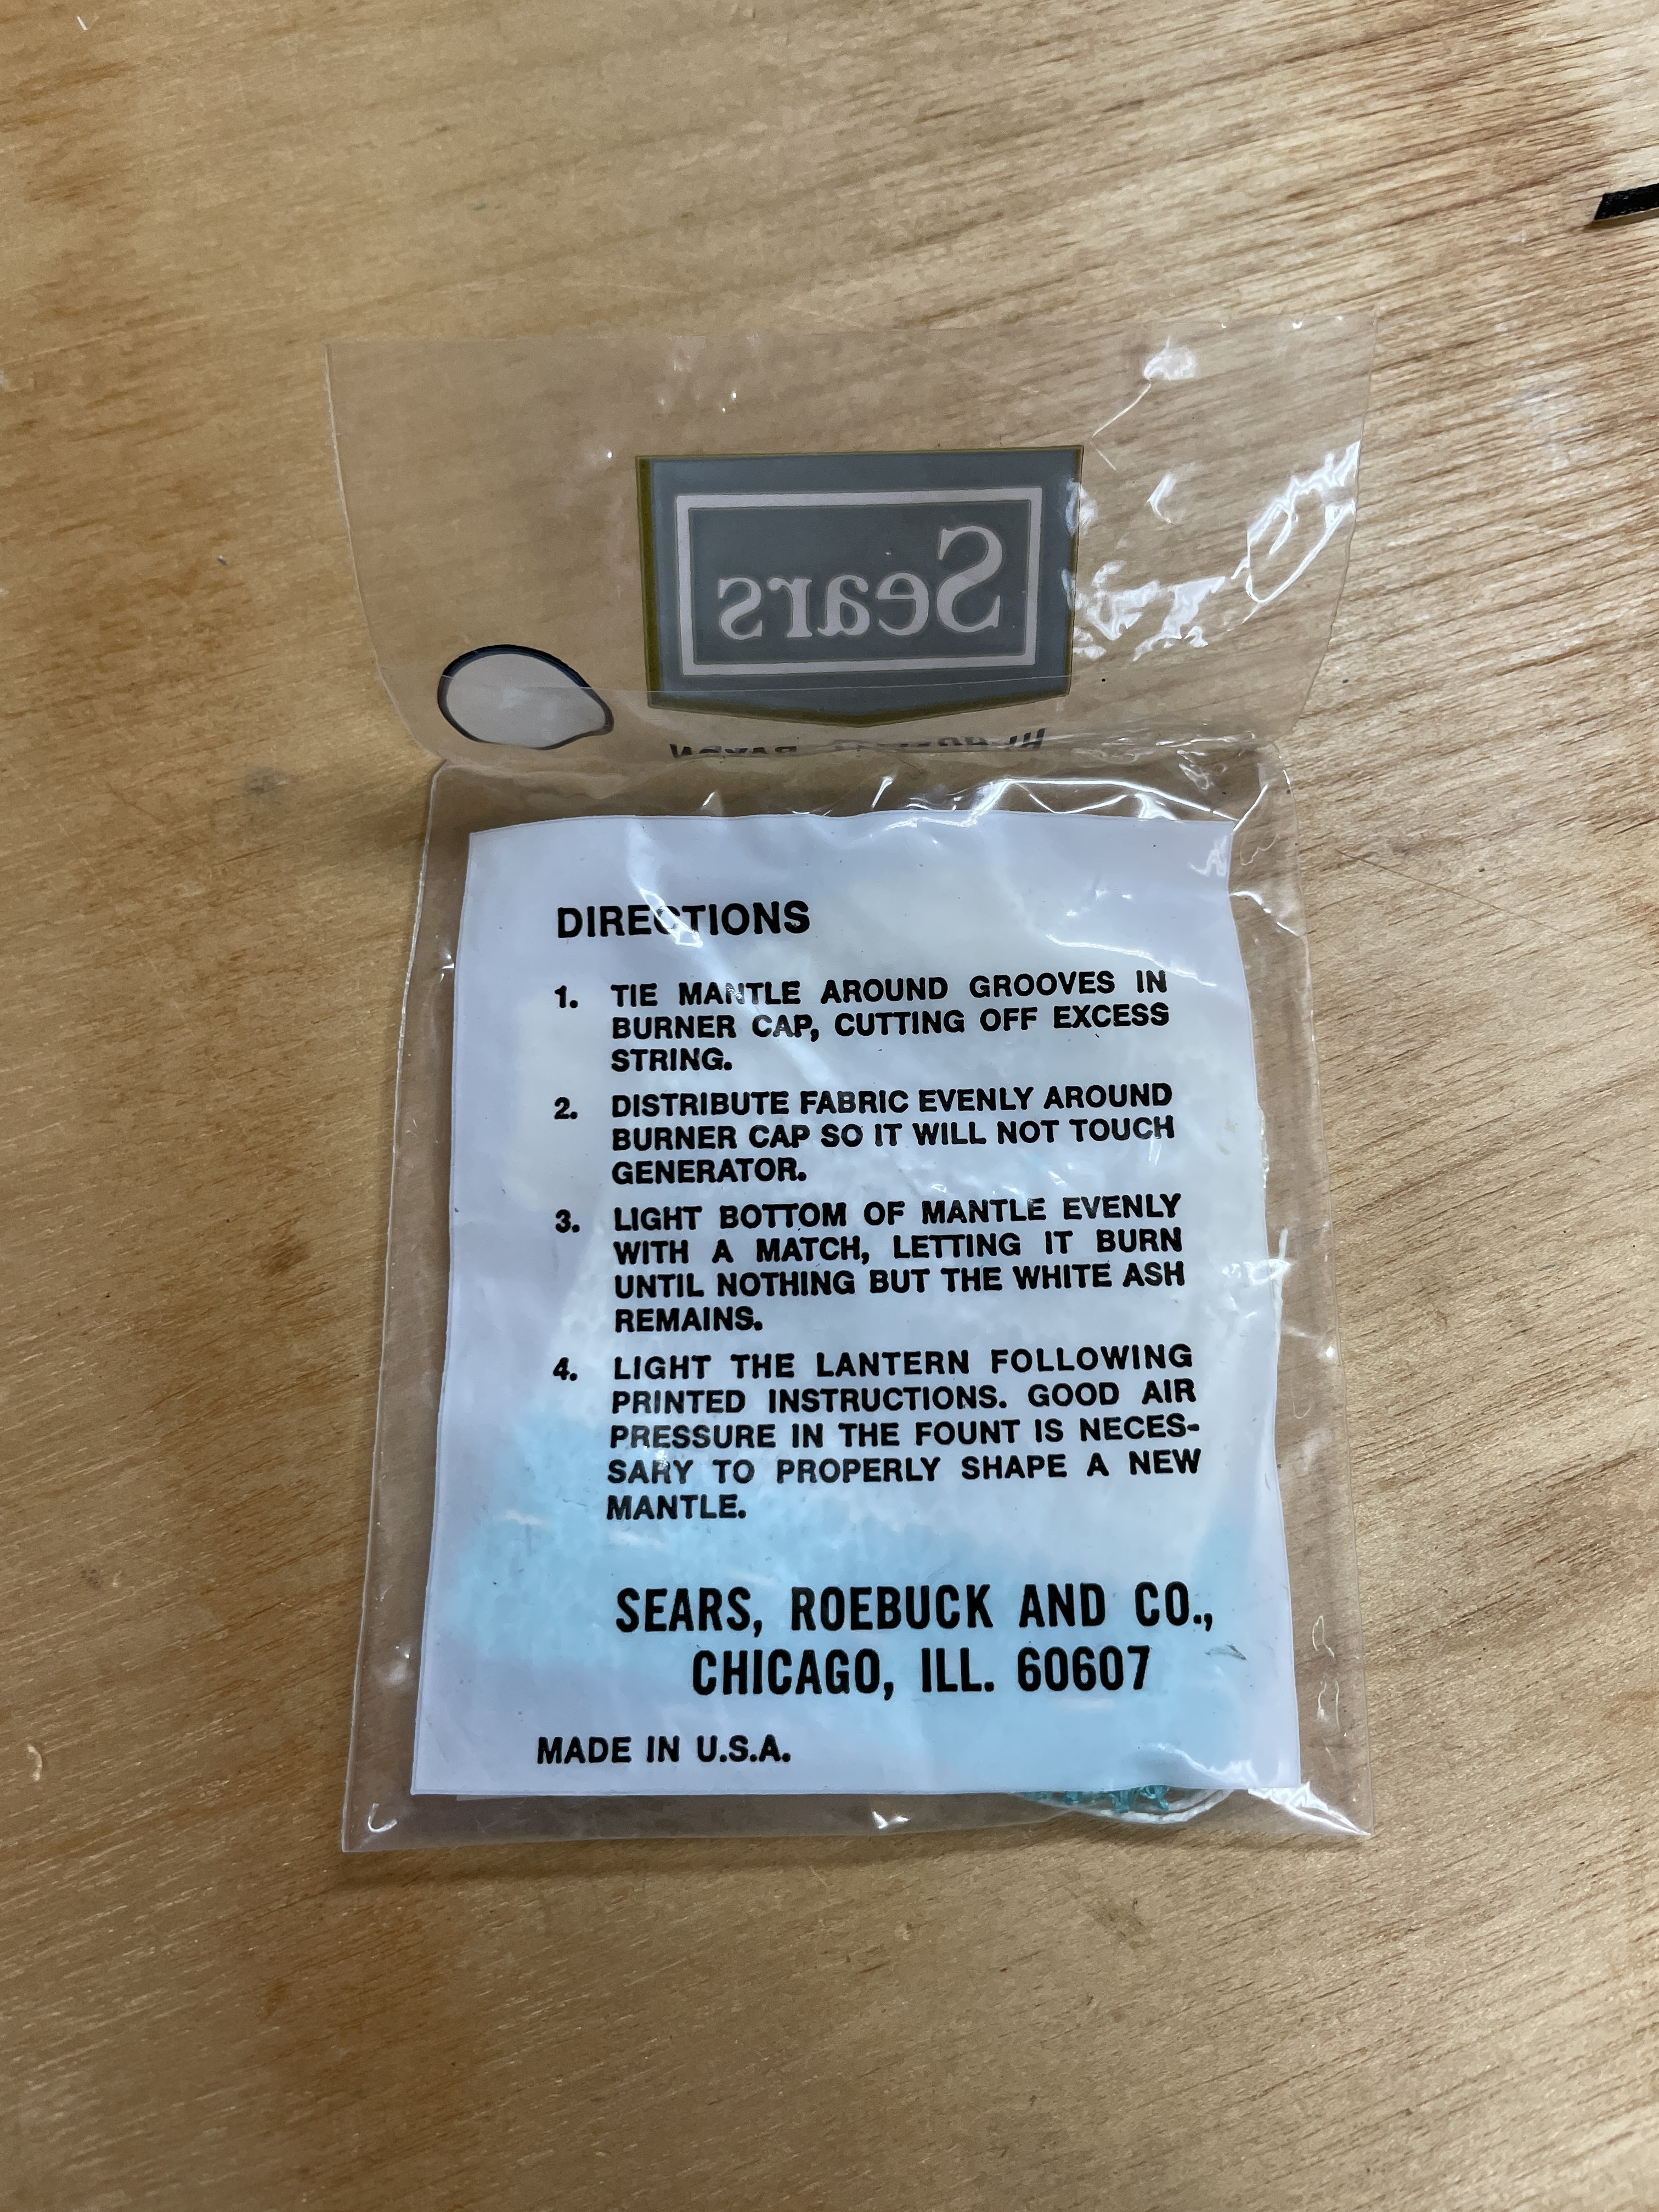 Sears
DIRECTIONS
1. TIE MANTLE AROUND GROOVES IN
BURNER CAP, CUTTING OFF EXCESS
STRING.
2. DISTRIBUTE FABRIC EVENLY AROUND
BURNER CAP SO IT WILL NOT TOUCH
GENERATOR.
3. LIGHT BOTTOM OF MANTLE EVENLY
WITH A MATCH, LETTING IT BURN
UNTIL NOTHING BUT THE WHITE ASH
REMAINS.
4. LIGHT THE LANTERN FOLLOWING
PRINTED INSTRUCTIONS. GOOD AIR
PRESSURE IN THE FOUNT IS NECES-
SARY TO PROPERLY SHAPE A NEW
MANTLE.
SEARS, ROEBUCK AND CO.,
CHICAGO, ILL. 60607
MADE IN U.S.A.